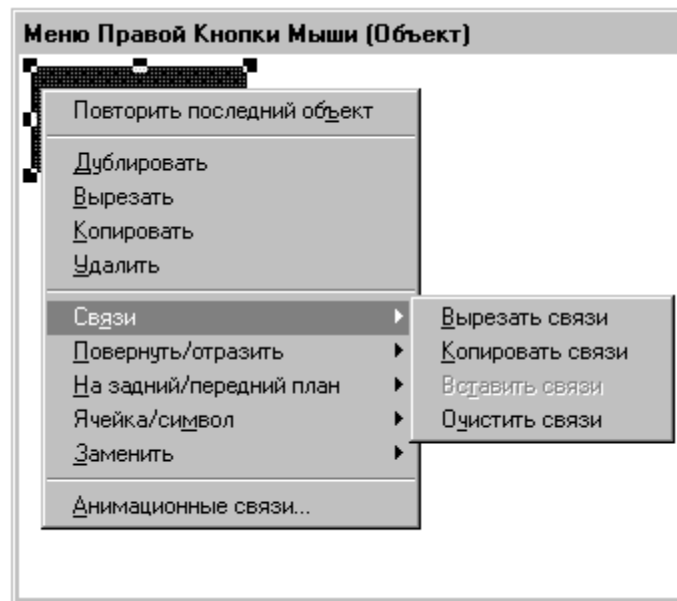 Меню Правой Кнопки Мыши (Объект)
Повторить последний объект
Дублировать
Вырезать
Копировать
Удалить
Связи
Вырезать связи
Повернуть/отразить
Копировать связи
На задний/передний план
Вставить связи
Ячейка/символ
Очистить связи
Заменить
Анимационные связи...